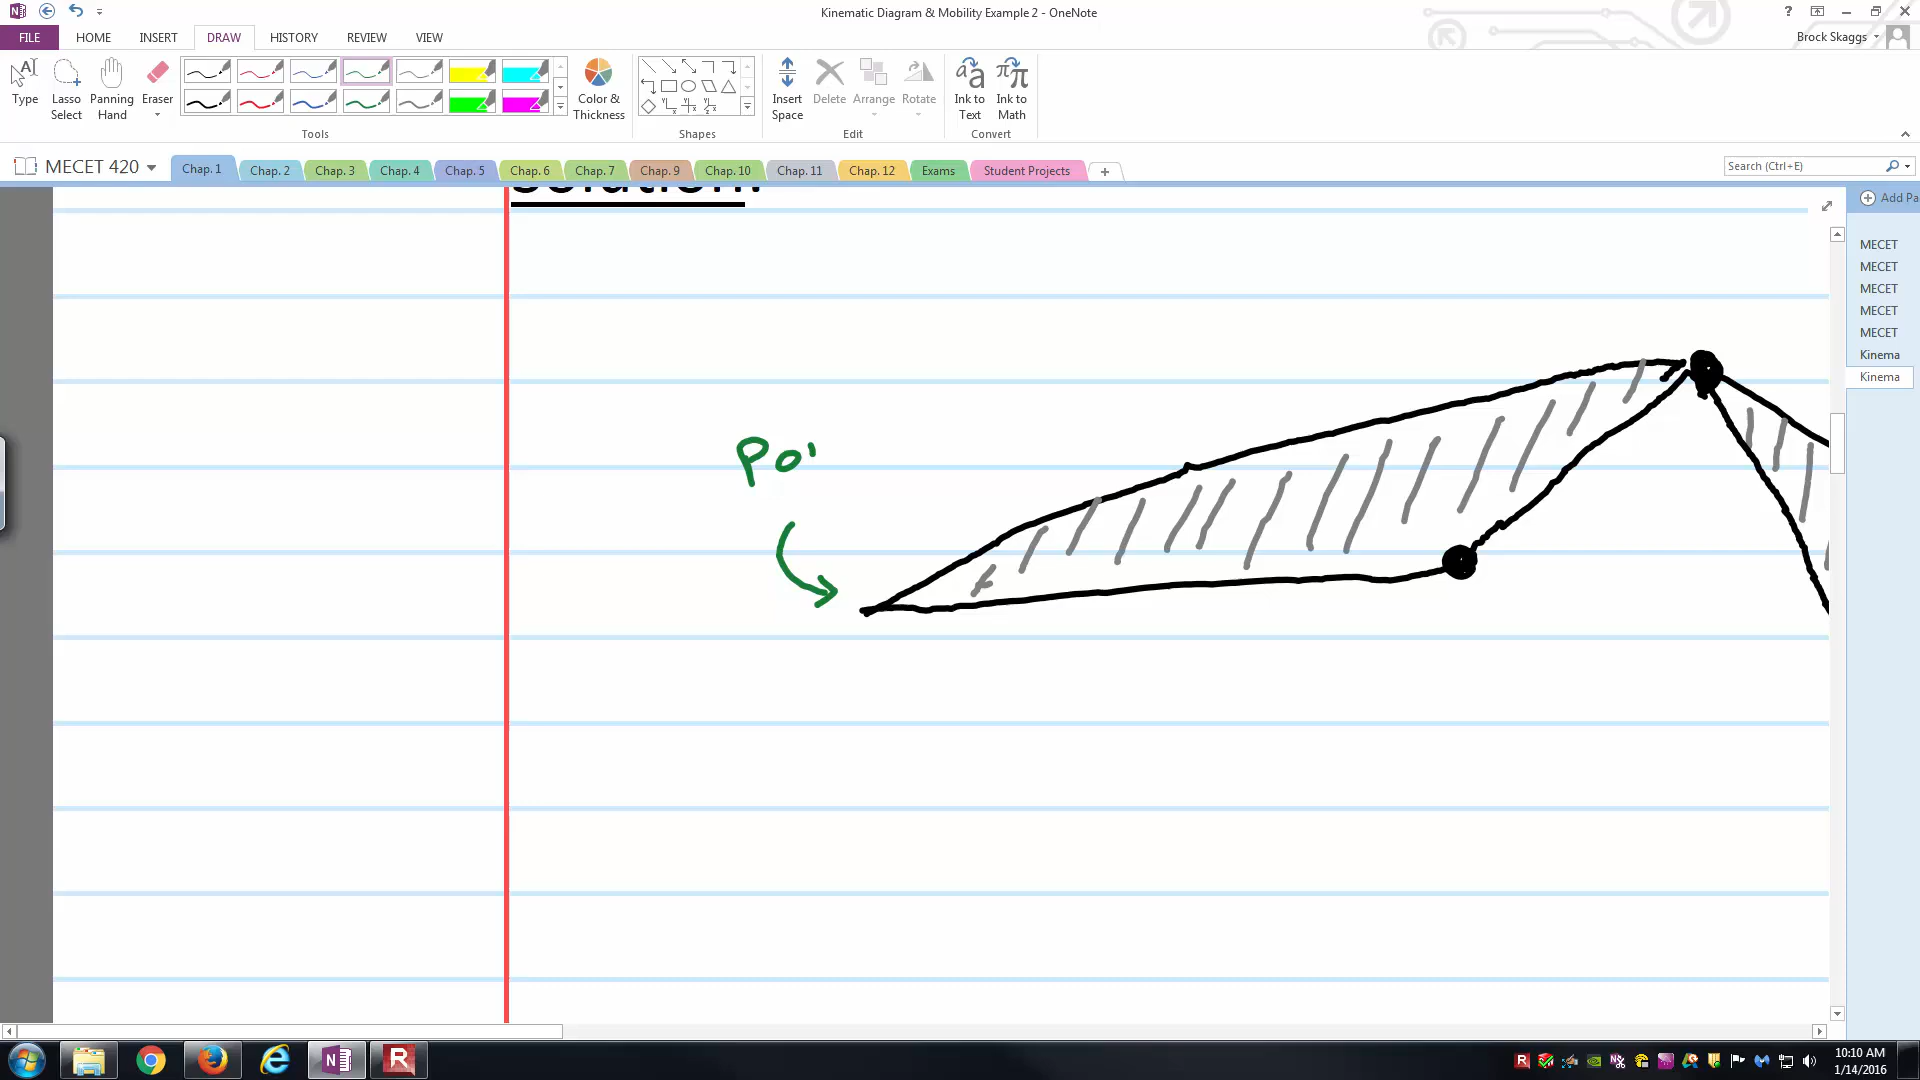 Kinematic Diagram & Mobility Example 2 - OneNote
FILE HOME INSERT DRAW HISTORY REVIEW VIEW
Brock Skaggs
Type
Lasso Select
Panning Hand
Eraser
Color & Thickness
Insert Space
Delete
Arrange
Rotate
Ink to Text
Ink to Math
Tools
Shapes
Edit
Convert
MECET 420
Chap. 1 Chap. 2 Chap. 3 Chap. 4 Chap. 5 Chap. 6 Chap. 7 Chap. 9 Chap. 10 Chap. 11 Chap. 12 Exams Student Projects
Search (Ctrl+E)
Add Pa
MECET
MECET
MECET
MECET
MECET
Kinema
Kinema
Solution:
Po
10:10 AM
1/14/2016